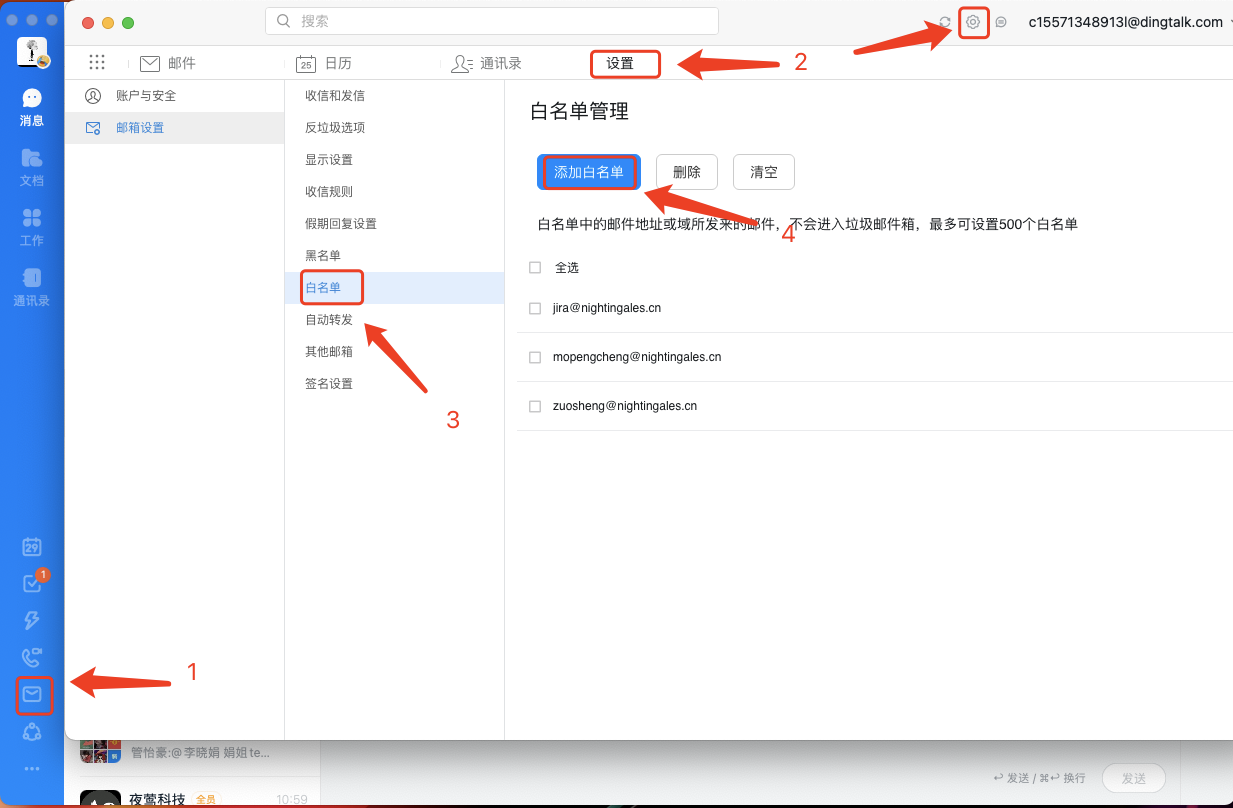 搜索
c15571348913l@dingtalk.com
邮件
25
日历
通讯录
设置
2
消息
文档
工作
通讯录
29
1
账户与安全
邮箱设置
收信和发信
反垃圾选项
显示设置
收信规则
假期回复设置
黑名单
白名单
自动转发
其他邮箱
签名设置
3
1
白名单管理
添加白名单
删除
清空
4
白名单中的邮件地址或域所发来的邮件，不会进入垃圾邮件箱，最多可设置500个白名单
全选
jira@nightingales.cn
mopengcheng@nightingales.cn
zuosheng@nightingales.cn
管怡豪:@李晓娟 娟姐 te...
夜莺科技 全员 10:59
↩ 发送 / ⌘↩ 换行
发送